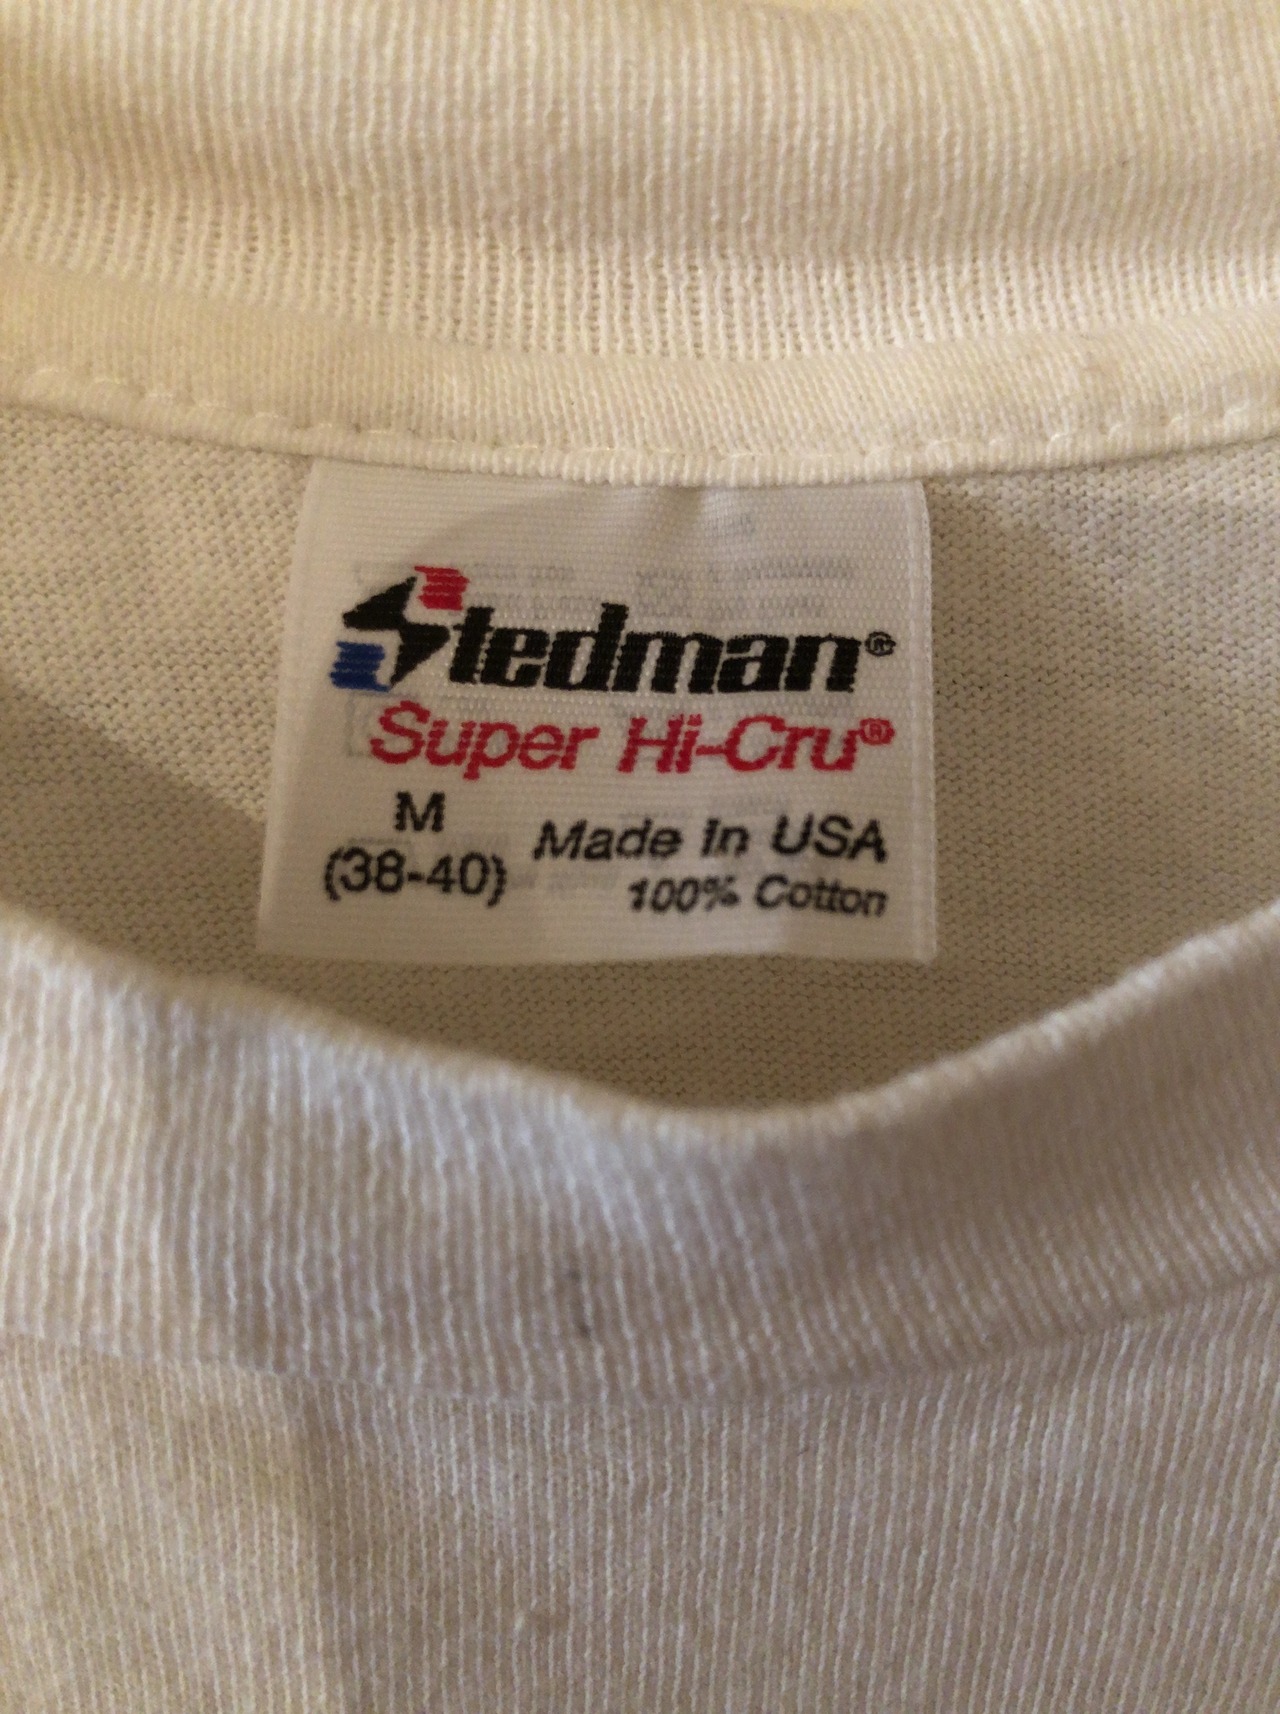 Stedman®
Super Hi-Cru®
M
(38-40)
Made in USA
100% Cotton